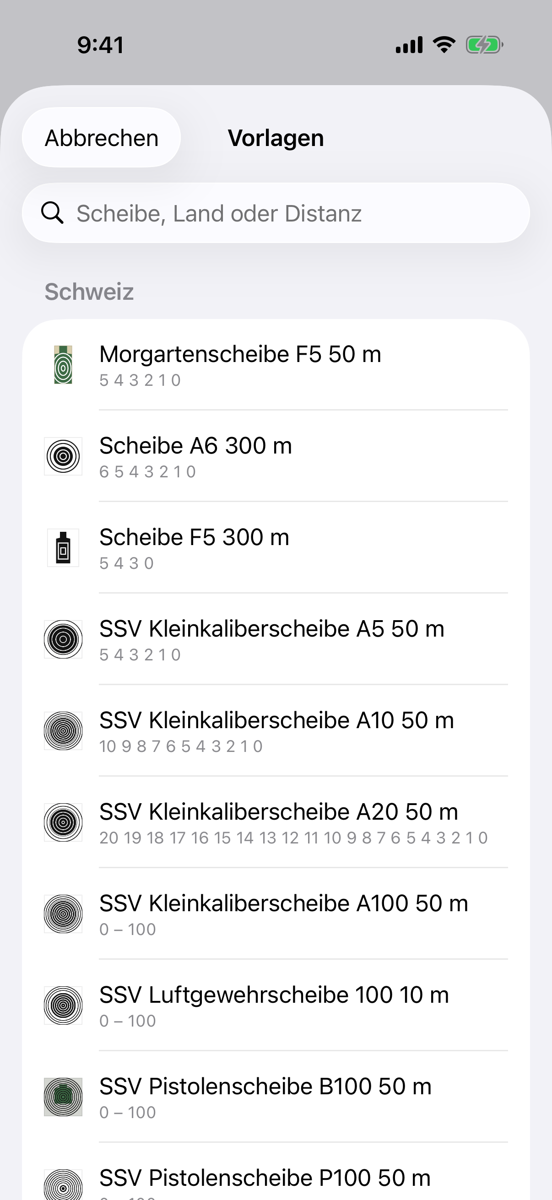 9:41
Abbrechen
Vorlagen
Scheibe, Land oder Distanz
Schweiz
Morgartenscheibe F5 50 m
5 4 3 2 1 0
Scheibe A6 300 m
6 5 4 3 2 1 0
Scheibe F5 300 m
5 4 3 0
SSV Kleinkaliberscheibe A5 50 m
5 4 3 2 1 0
SSV Kleinkaliberscheibe A10 50 m
10 9 8 7 6 5 4 3 2 1 0
SSV Kleinkaliberscheibe A20 50 m
20 19 18 17 16 15 14 13 12 11 10 9 8 7 6 5 4 3 2 1 0
SSV Kleinkaliberscheibe A100 50 m
0 – 100
SSV Luftgewehrscheibe 100 10 m
0 – 100
SSV Pistolenscheibe B100 50 m
0 – 100
SSV Pistolenscheibe P100 50 m